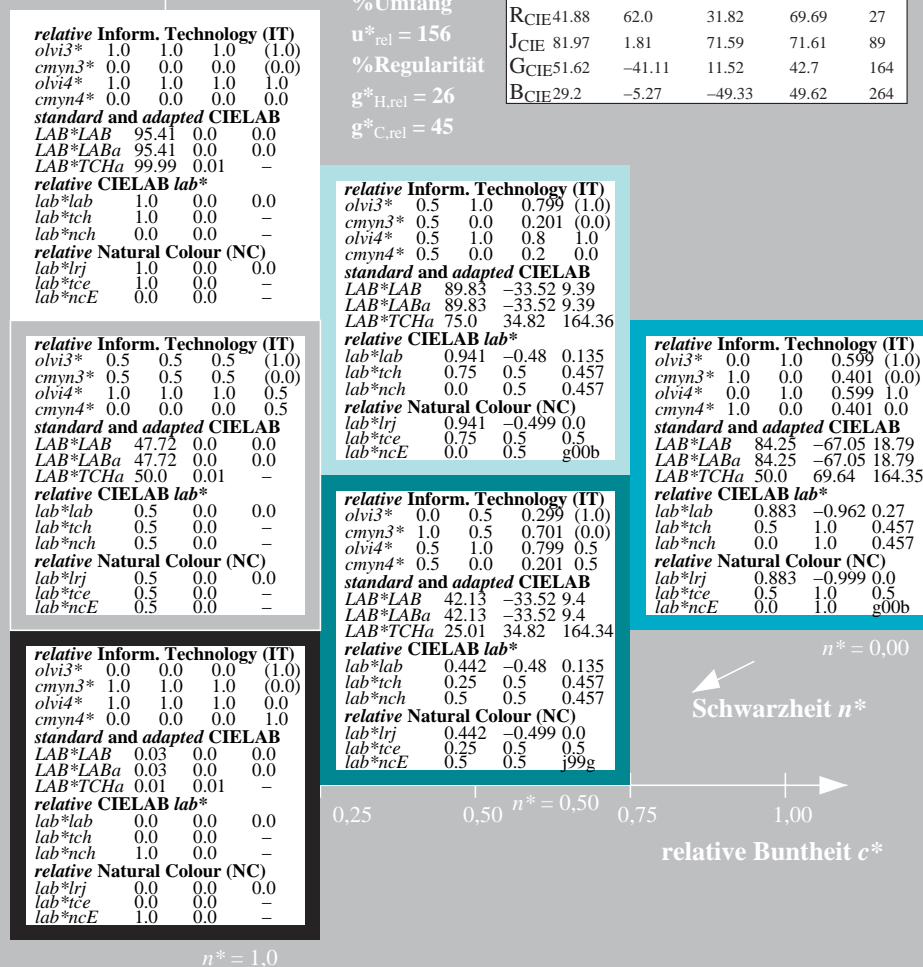 %Umfang
u*rel = 156
%Regularität
g*H,rel = 26
g*C,rel = 45
RCIE 41.88 62.0 31.82 69.69 27
JCIE 81.97 1.81 71.59 71.61 89
GCIE 51.62 −41.11 11.52 42.7 164
BCIE 29.2 −5.27 −49.33 49.62 264
relative Inform. Technology (IT)
olvi3* 1.0 1.0 1.0 (1.0)
cmyn3* 0.0 0.0 0.0 (0.0)
olvi4* 1.0 1.0 1.0 1.0
cmyn4* 0.0 0.0 0.0 0.0
standard and adapted CIELAB
LAB*LAB 95.41 0.0 0.0
LAB*LABa 95.41 0.0 0.0
LAB*TCHa 99.99 0.01 –
relative CIELAB lab*
lab*lab 1.0 0.0 0.0
lab*tch 1.0 0.0 –
lab*nch 0.0 0.0 –
relative Natural Colour (NC)
lab*lrj 1.0 0.0 0.0
lab*tce 1.0 0.0 –
lab*ncE 0.0 0.0 –
relative Inform. Technology (IT)
olvi3* 0.5 1.0 0.799 (1.0)
cmyn3* 0.5 0.0 0.201 (0.0)
olvi4* 0.5 1.0 0.8 1.0
cmyn4* 0.5 0.0 0.2 0.0
standard and adapted CIELAB
LAB*LAB 89.83 −33.52 9.39
LAB*LABa 89.83 −33.52 9.39
LAB*TCHa 75.0 34.82 164.36
relative CIELAB lab*
lab*lab 0.941 −0.48 0.135
lab*tch 0.75 0.5 0.457
lab*nch 0.0 0.5 0.457
relative Natural Colour (NC)
lab*lrj 0.941 −0.499 0.0
lab*tce 0.75 0.5 0.5
lab*ncE 0.0 0.5 g00b
relative Inform. Technology (IT)
olvi3* 0.5 0.5 0.5 (1.0)
cmyn3* 0.5 0.5 0.5 (0.0)
olvi4* 1.0 1.0 1.0 0.5
cmyn4* 0.0 0.0 0.0 0.5
standard and adapted CIELAB
LAB*LAB 47.72 0.0 0.0
LAB*LABa 47.72 0.0 0.0
LAB*TCHa 50.0 0.01 –
relative CIELAB lab*
lab*lab 0.5 0.0 0.0
lab*tch 0.5 0.0 –
lab*nch 0.5 0.0 –
relative Natural Colour (NC)
lab*lrj 0.5 0.0 0.0
lab*tce 0.5 0.0 –
lab*ncE 0.5 0.0 –
relative Inform. Technology (IT)
olvi3* 0.0 1.0 0.599 (1.0)
cmyn3* 1.0 0.0 0.401 (0.0)
olvi4* 0.0 1.0 0.599 1.0
cmyn4* 1.0 0.0 0.401 0.0
standard and adapted CIELAB
LAB*LAB 84.25 −67.05 18.79
LAB*LABa 84.25 −67.05 18.79
LAB*TCHa 50.0 69.64 164.35
relative CIELAB lab*
lab*lab 0.883 −0.962 0.27
lab*tch 0.5 1.0 0.457
lab*nch 0.0 1.0 0.457
relative Natural Colour (NC)
lab*lrj 0.883 −0.999 0.0
lab*tce 0.5 1.0 0.5
lab*ncE 0.0 1.0 g00b
relative Inform. Technology (IT)
olvi3* 0.0 0.5 0.299 (1.0)
cmyn3* 1.0 0.5 0.701 (0.0)
olvi4* 0.5 1.0 0.799 0.5
cmyn4* 0.5 0.0 0.201 0.5
standard and adapted CIELAB
LAB*LAB 42.13 −33.52 9.4
LAB*LABa 42.13 −33.52 9.4
LAB*TCHa 25.01 34.82 164.34
relative CIELAB lab*
lab*lab 0.442 −0.48 0.135
lab*tch 0.25 0.5 0.457
lab*nch 0.5 0.5 0.457
relative Natural Colour (NC)
lab*lrj 0.442 −0.499 0.0
lab*tce 0.25 0.5 0.5
lab*ncE 0.5 0.5 j99g
relative Inform. Technology (IT)
olvi3* 0.0 0.0 0.0 (1.0)
cmyn3* 1.0 1.0 1.0 (0.0)
olvi4* 1.0 1.0 1.0 0.0
cmyn4* 0.0 0.0 0.0 1.0
standard and adapted CIELAB
LAB*LAB 0.03 0.0 0.0
LAB*LABa 0.03 0.0 0.0
LAB*TCHa 0.01 0.01 –
relative CIELAB lab*
lab*lab 0.0 0.0 0.0
lab*tch 0.0 0.0 –
lab*nch 1.0 0.0 –
relative Natural Colour (NC)
lab*lrj 0.0 0.0 0.0
lab*tce 0.0 0.0 –
lab*ncE 1.0 0.0 –
n* = 0,00
Schwarzheit n*
0,25 0,50 n* = 0,50 0,75 1,00
relative Buntheit c*
n* = 1,0